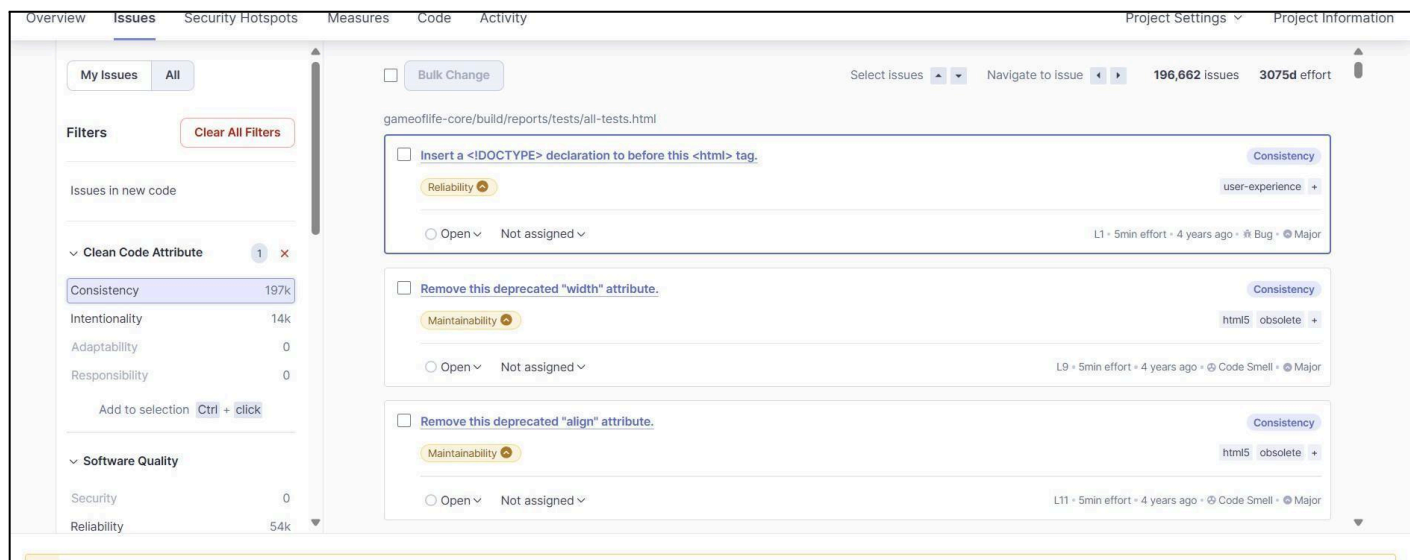 Overview Issues Security Hotspots Measures Code Activity Project Settings Project Information
My Issues All
Bulk Change
Select issues Navigate to issue 196,662 issues 3075d effort
Filters
Clear All Filters
Issues in new code
Clean Code Attribute 1
Consistency 197k
Intentionality 14k
Adaptability 0
Responsibility 0
Add to selection Ctrl + click
Software Quality
Security 0
Reliability 54k
gameoflife-core/build/reports/tests/all-tests.html
Insert a <!DOCTYPE> declaration to before this <html> tag. Consistency
Reliability user-experience +
Open Not assigned L1 • 5min effort • 4 years ago • Bug • Major
Remove this deprecated "width" attribute. Consistency
Maintainability html5 obsolete +
Open Not assigned L9 • 5min effort • 4 years ago • Code Smell • Major
Remove this deprecated "align" attribute. Consistency
Maintainability html5 obsolete +
Open Not assigned L11 • 5min effort • 4 years ago • Code Smell • Major